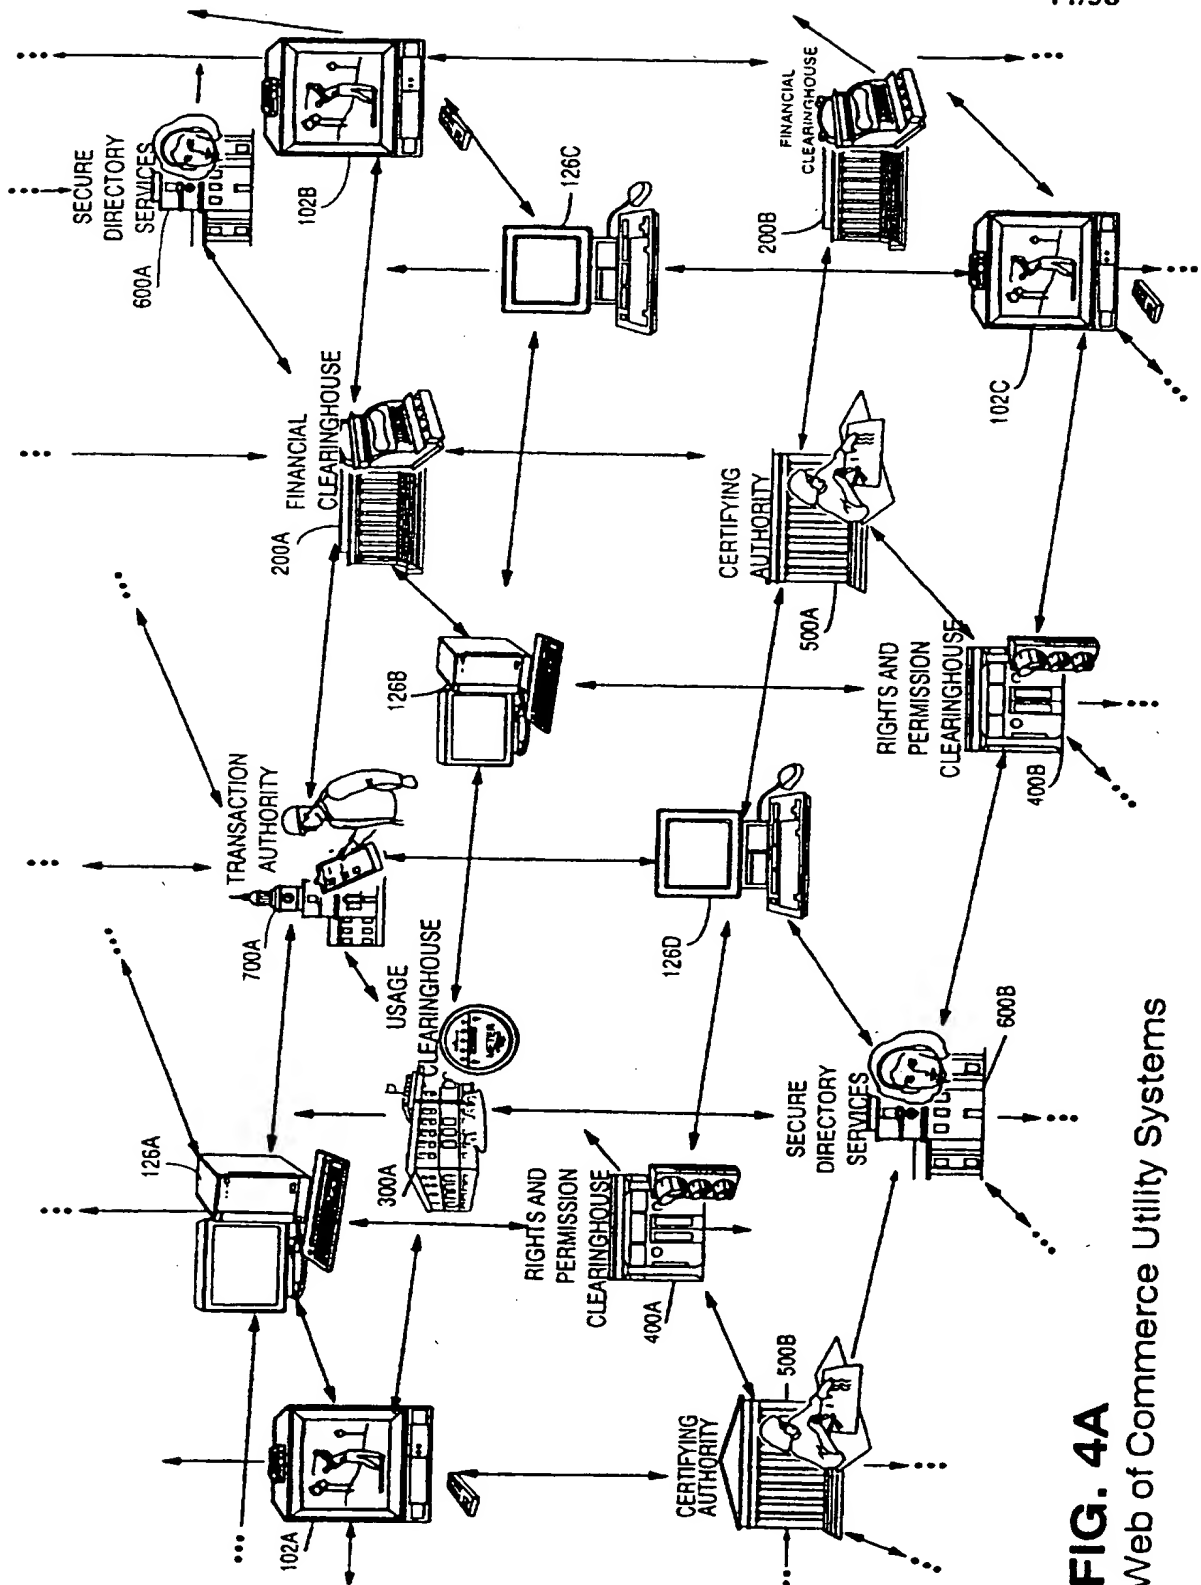 SECURE
DIRECTORY
SERVICES
600A
126A
TRANSACTION
AUTHORITY
700A
102A
FINANCIAL
CLEARINGHOUSE
200A
102B
300A
USAGE
CLEARINGHOUSE
METER
126B
RIGHTS AND
PERMISSION
CLEARINGHOUSE
400A
126C
126D
CERTIFYING
AUTHORITY
500B
CERTIFYING
AUTHORITY
500A
FINANCIAL
CLEARINGHOUSE
200B
SECURE
DIRECTORY
SERVICES
600B
RIGHTS AND
PERMISSION
CLEARINGHOUSE
400B
102C
FIG. 4A
Web of Commerce Utility Systems